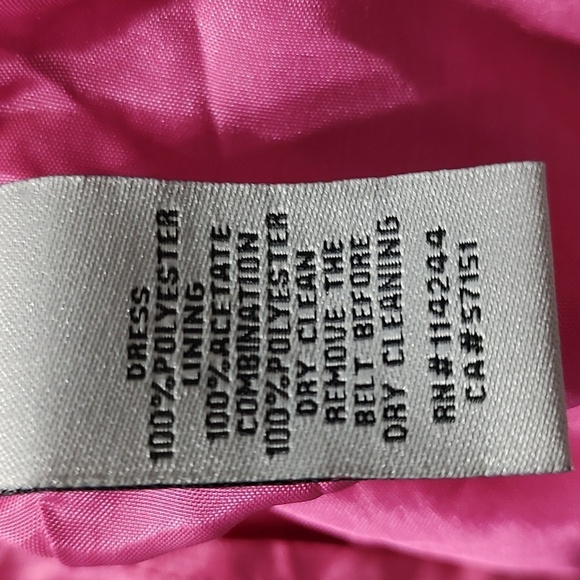 DRESS
100%POLYESTER
LINING
100%ACETATE
COMBINATION
100%POLYESTER
DRY CLEAN
REMOVE THE
BELT BEFORE
DRY CLEANING
RN# 114244
CA# 57151